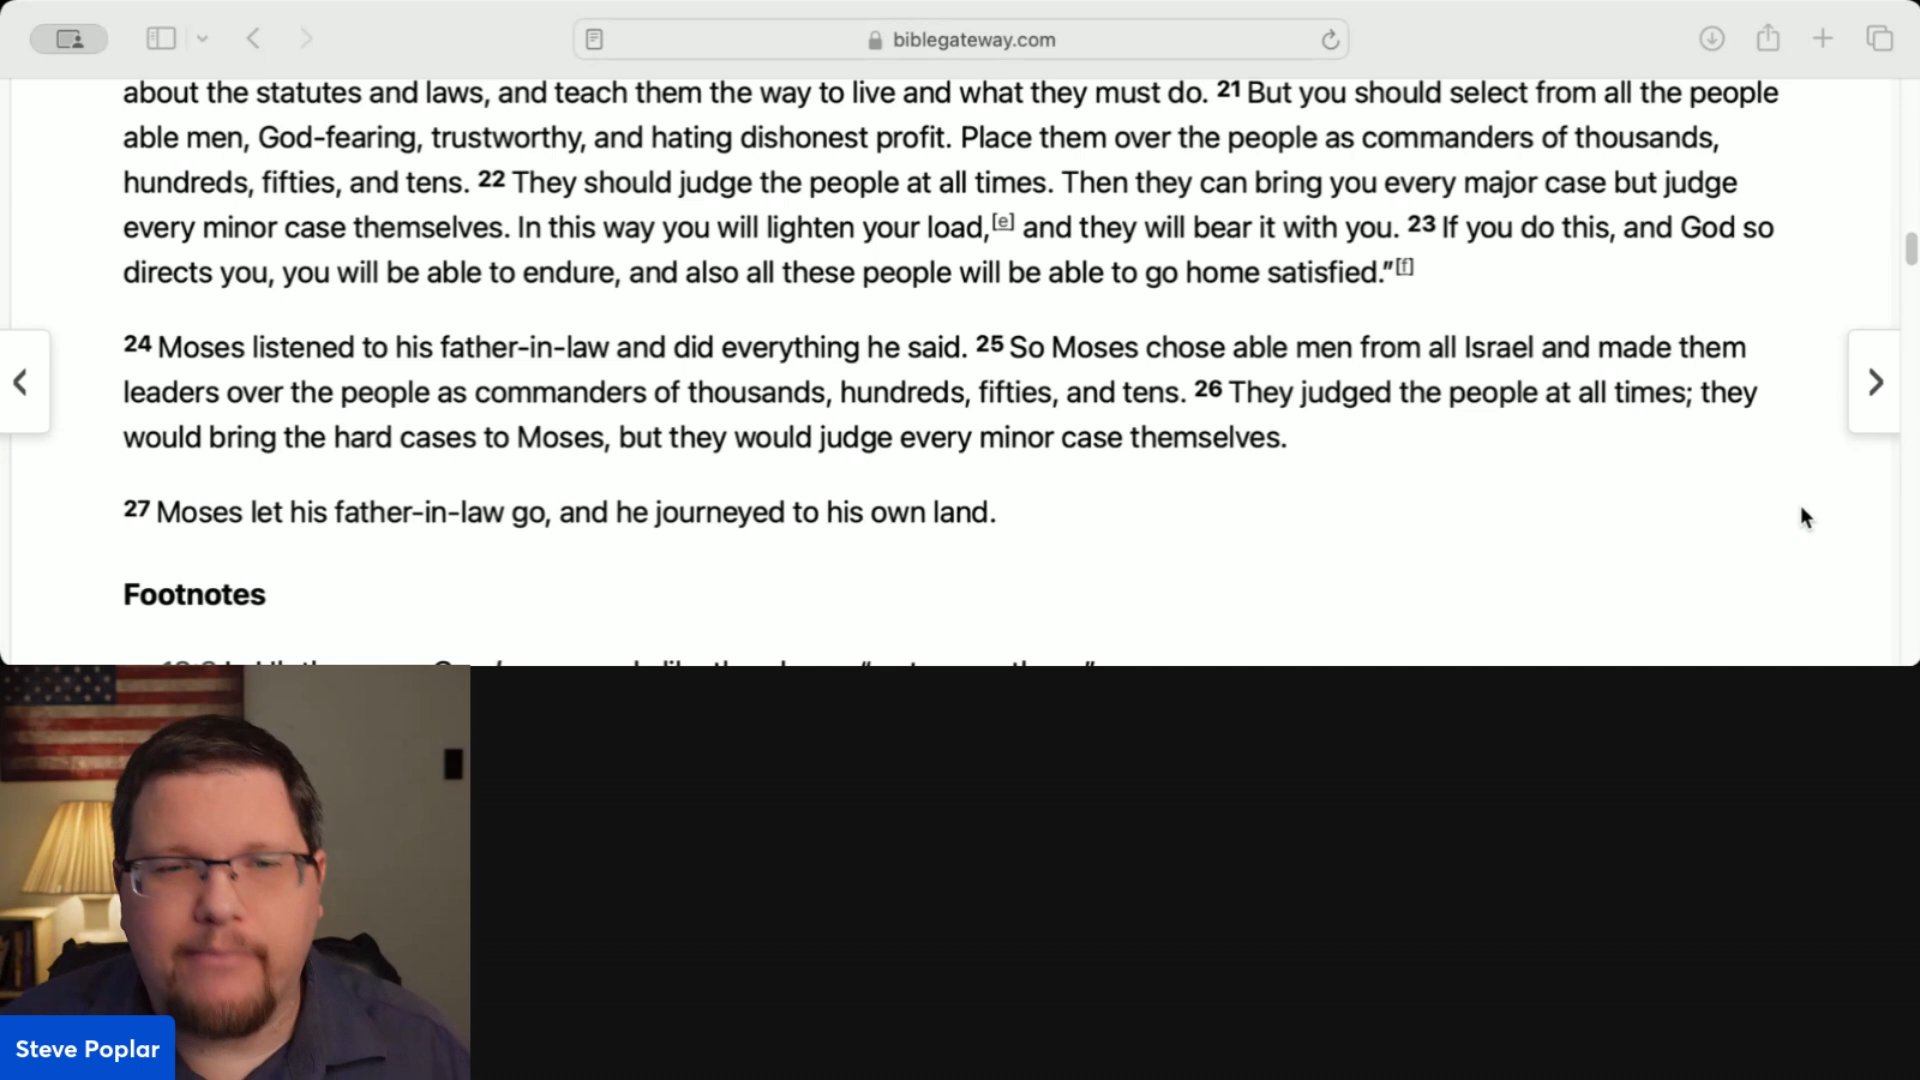 biblegateway.com
about the statutes and laws, and teach them the way to live and what they must do. 21 But you should select from all the people
able men, God-fearing, trustworthy, and hating dishonest profit. Place them over the people as commanders of thousands,
hundreds, fifties, and tens. 22 They should judge the people at all times. Then they can bring you every major case but judge
every minor case themselves. In this way you will lighten your load,[e] and they will bear it with you. 23 If you do this, and God so
directs you, you will be able to endure, and also all these people will be able to go home satisfied.”[f]
24 Moses listened to his father-in-law and did everything he said. 25 So Moses chose able men from all Israel and made them
leaders over the people as commanders of thousands, hundreds, fifties, and tens. 26 They judged the people at all times; they
would bring the hard cases to Moses, but they would judge every minor case themselves.
27 Moses let his father-in-law go, and he journeyed to his own land.
Footnotes
Steve Poplar